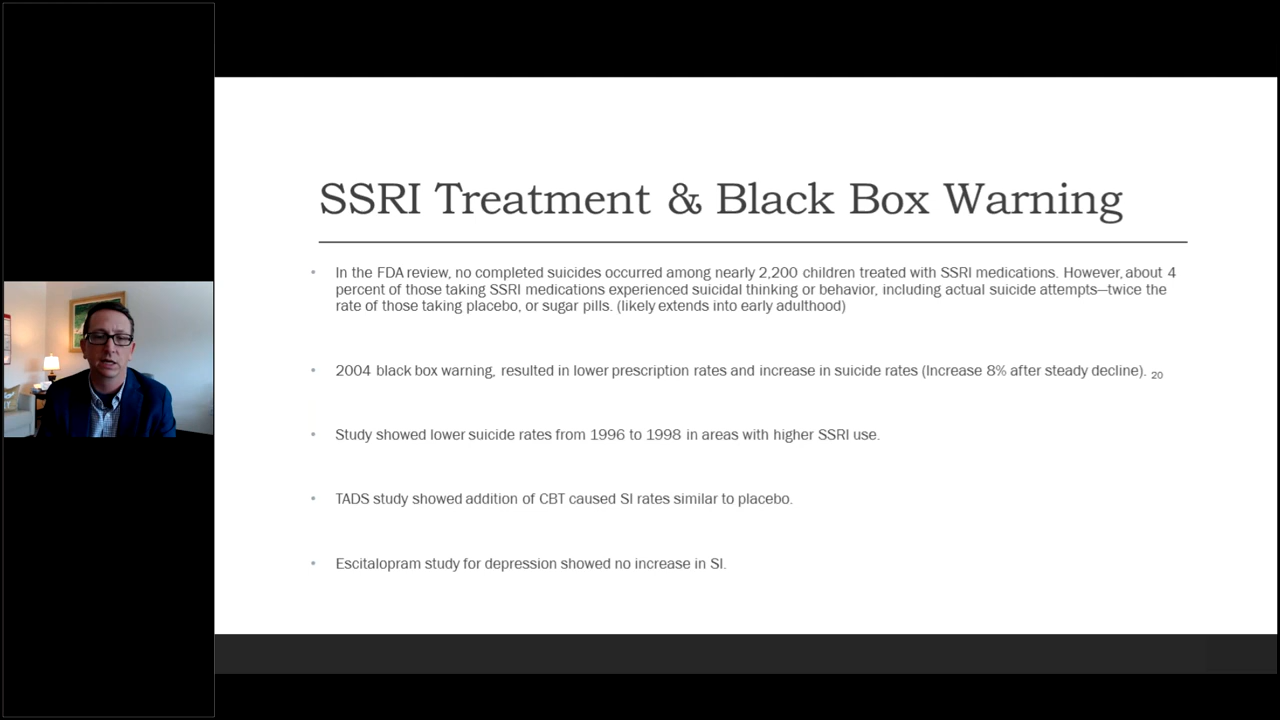 SSRI Treatment & Black Box Warning
• In the FDA review, no completed suicides occurred among nearly 2,200 children treated with SSRI medications. However, about 4
percent of those taking SSRI medications experienced suicidal thinking or behavior, including actual suicide attempts—twice the
rate of those taking placebo, or sugar pills. (likely extends into early adulthood)
• 2004 black box warning, resulted in lower prescription rates and increase in suicide rates (Increase 8% after steady decline). 20
• Study showed lower suicide rates from 1996 to 1998 in areas with higher SSRI use.
• TADS study showed addition of CBT caused SI rates similar to placebo.
• Escitalopram study for depression showed no increase in SI.